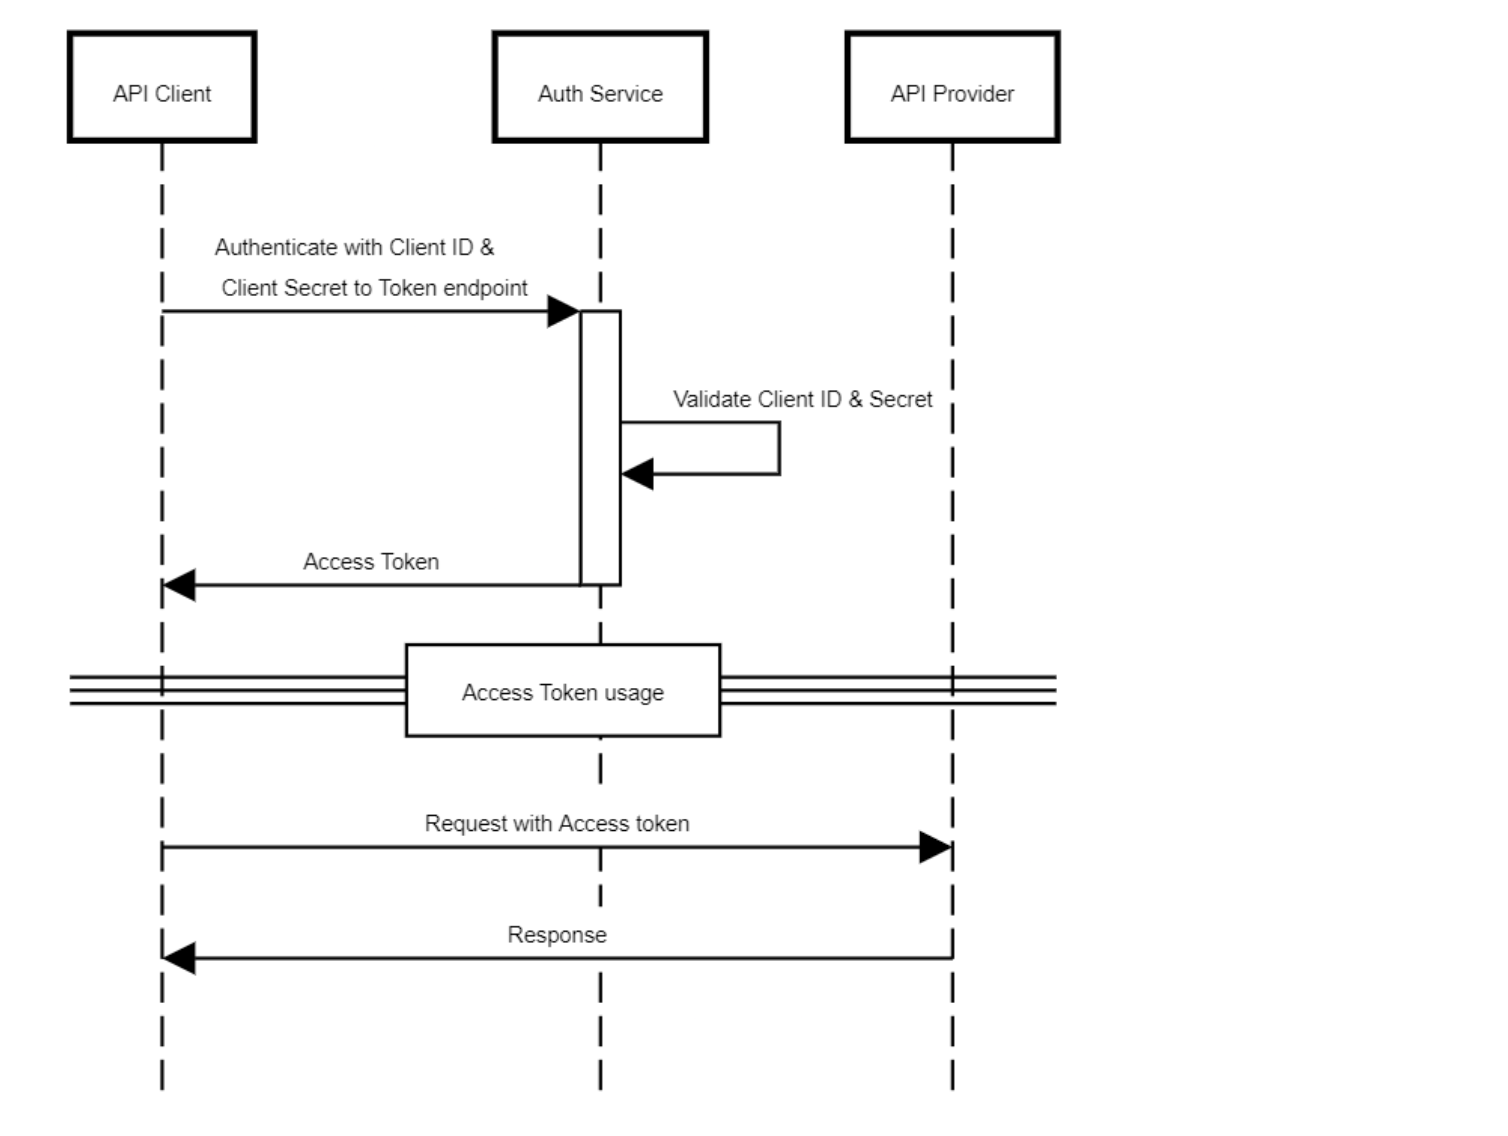 API Client
Auth Service
API Provider
Authenticate with Client ID &
Client Secret to Token endpoint
Validate Client ID & Secret
Access Token
Access Token usage
Request with Access token
Response